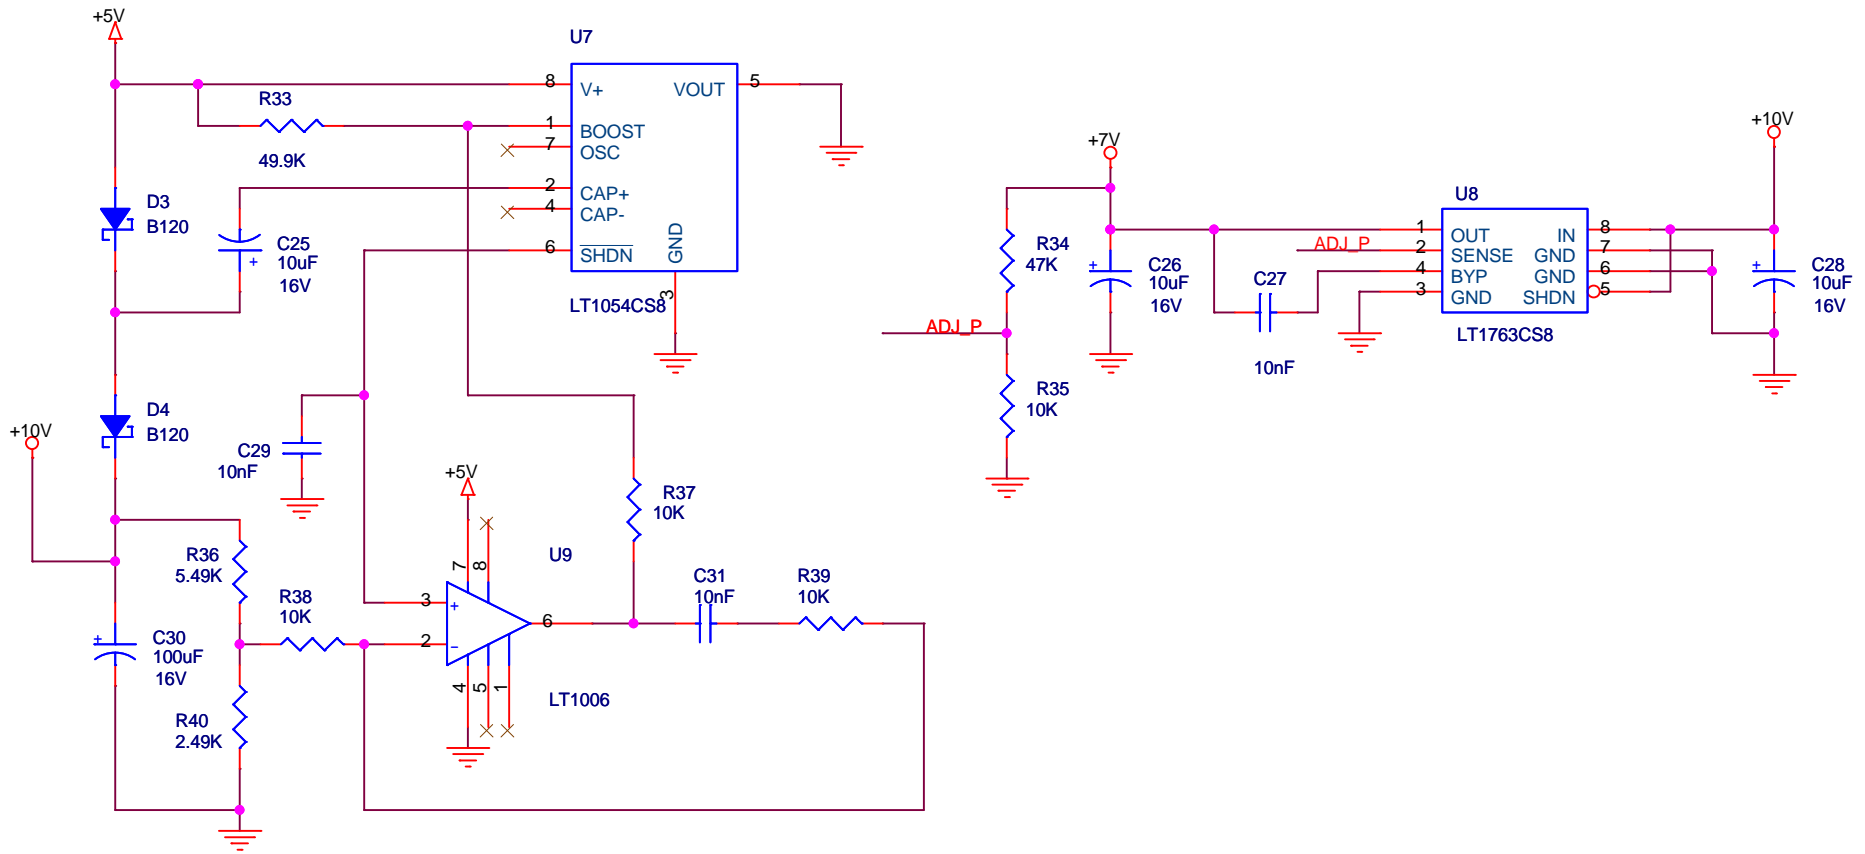 +5V
U7
8
V+
VOUT
5
R33
49.9K
1
BOOST
7
OSC
2
CAP+
4
CAP-
6
SHDN
GND
3
LT1054CS8
D3
B120
C25
10uF
16V
+
D4
B120
+10V
C29
10nF
+5V
R37
10K
U9
7
8
3
+
2
-
6
4
5
1
LT1006
R36
5.49K
R38
10K
C31
10nF
R39
10K
+
C30
100uF
16V
R40
2.49K
+7V
R34
47K
ADJ_P
R35
10K
+
C26
10uF
16V
C27
10nF
ADJ_P
U8
1
OUT
2
SENSE
4
BYP
3
GND
IN
8
GND
7
GND
6
SHDN
5
LT1763CS8
+10V
+
C28
10uF
16V